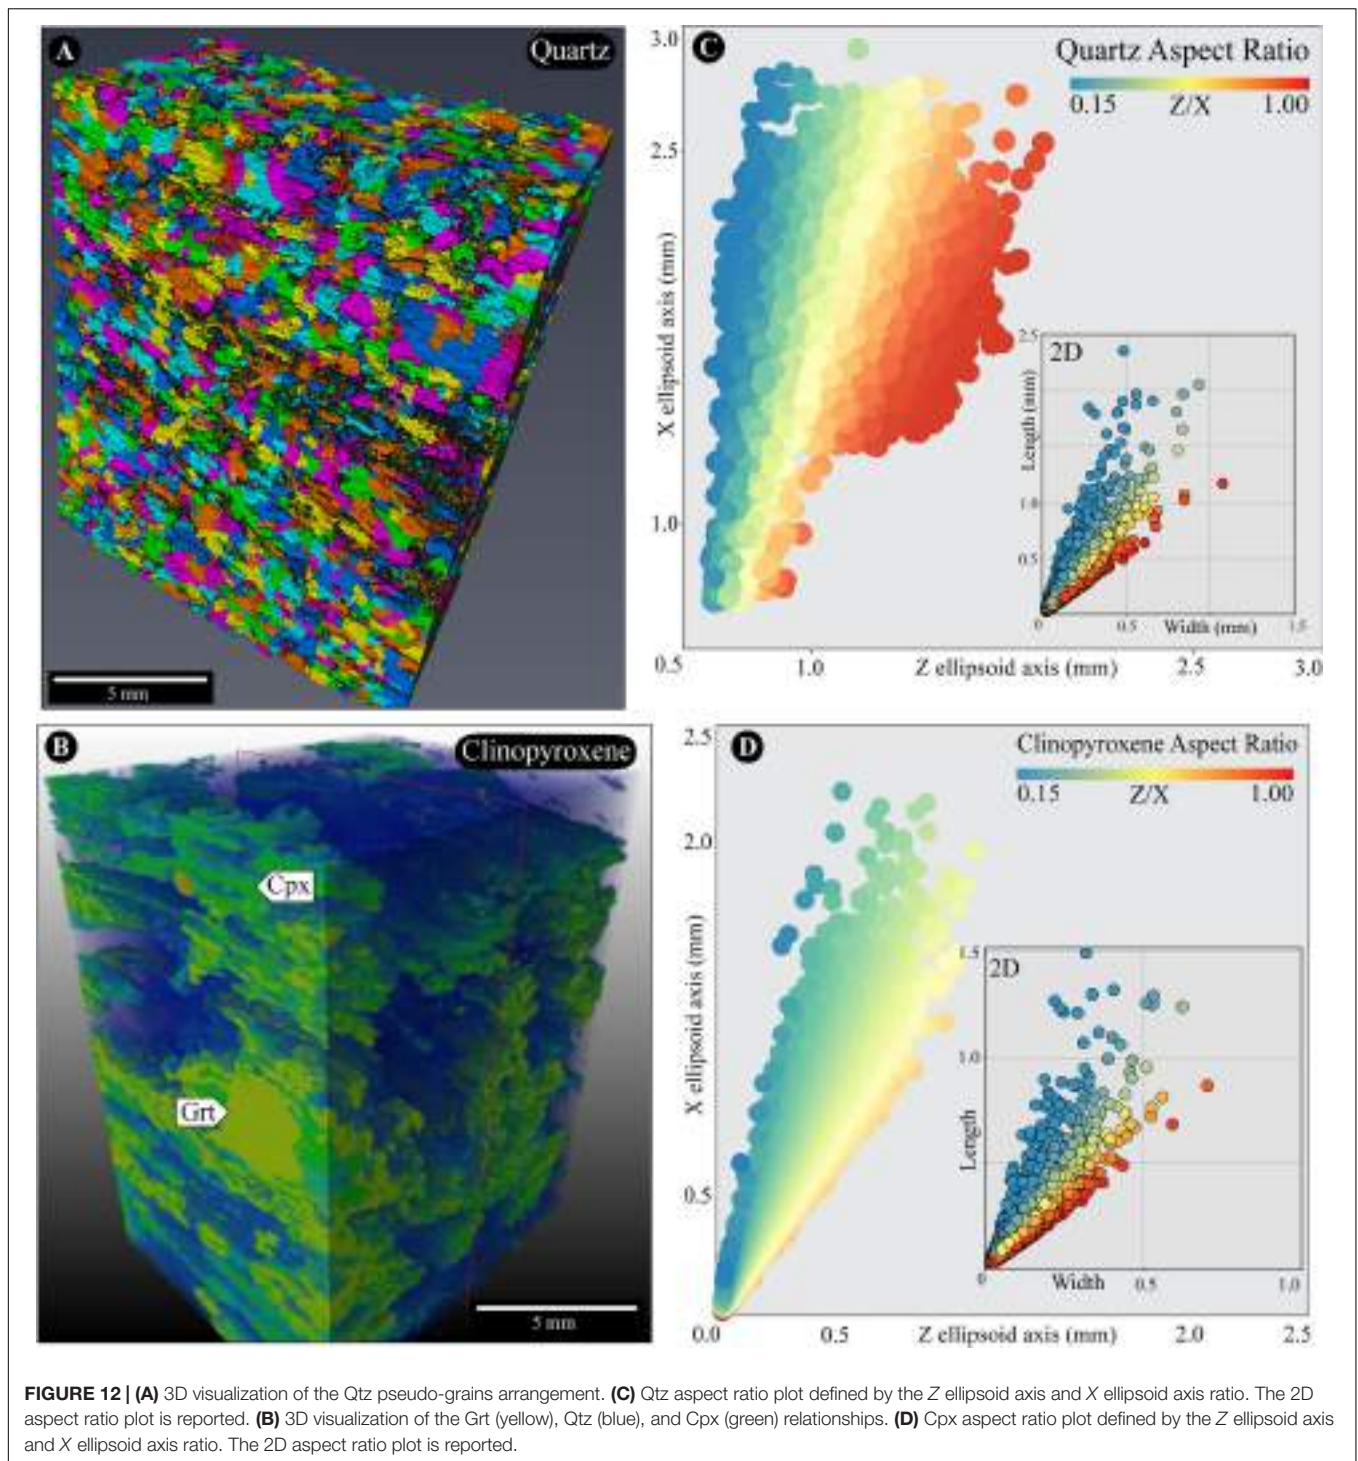 A
Quartz
5 mm
C
Quartz Aspect Ratio
0.15 Z/X 1.00
3.0
2.5
1.0
0.5
X ellipsoid axis (mm)
1.0 Z ellipsoid axis (mm) 2.5 3.0
2D
2.5
1.0
0.5
Length (mm)
0 0.5 Width (mm) 1.5
B
Clinopyroxene
Cpx
Grt
5 mm
D
Clinopyroxene Aspect Ratio
0.15 Z/X 1.00
2.5
2.0
0.5
X ellipsoid axis (mm)
0.0 0.5 Z ellipsoid axis (mm) 2.0 2.5
2D
1.5
1.0
Length
0 Width 0.5 1.0
FIGURE 12 | (A) 3D visualization of the Qtz pseudo-grains arrangement. (C) Qtz aspect ratio plot defined by the Z ellipsoid axis and X ellipsoid axis ratio. The 2D
aspect ratio plot is reported. (B) 3D visualization of the Grt (yellow), Qtz (blue), and Cpx (green) relationships. (D) Cpx aspect ratio plot defined by the Z ellipsoid axis
and X ellipsoid axis ratio. The 2D aspect ratio plot is reported.